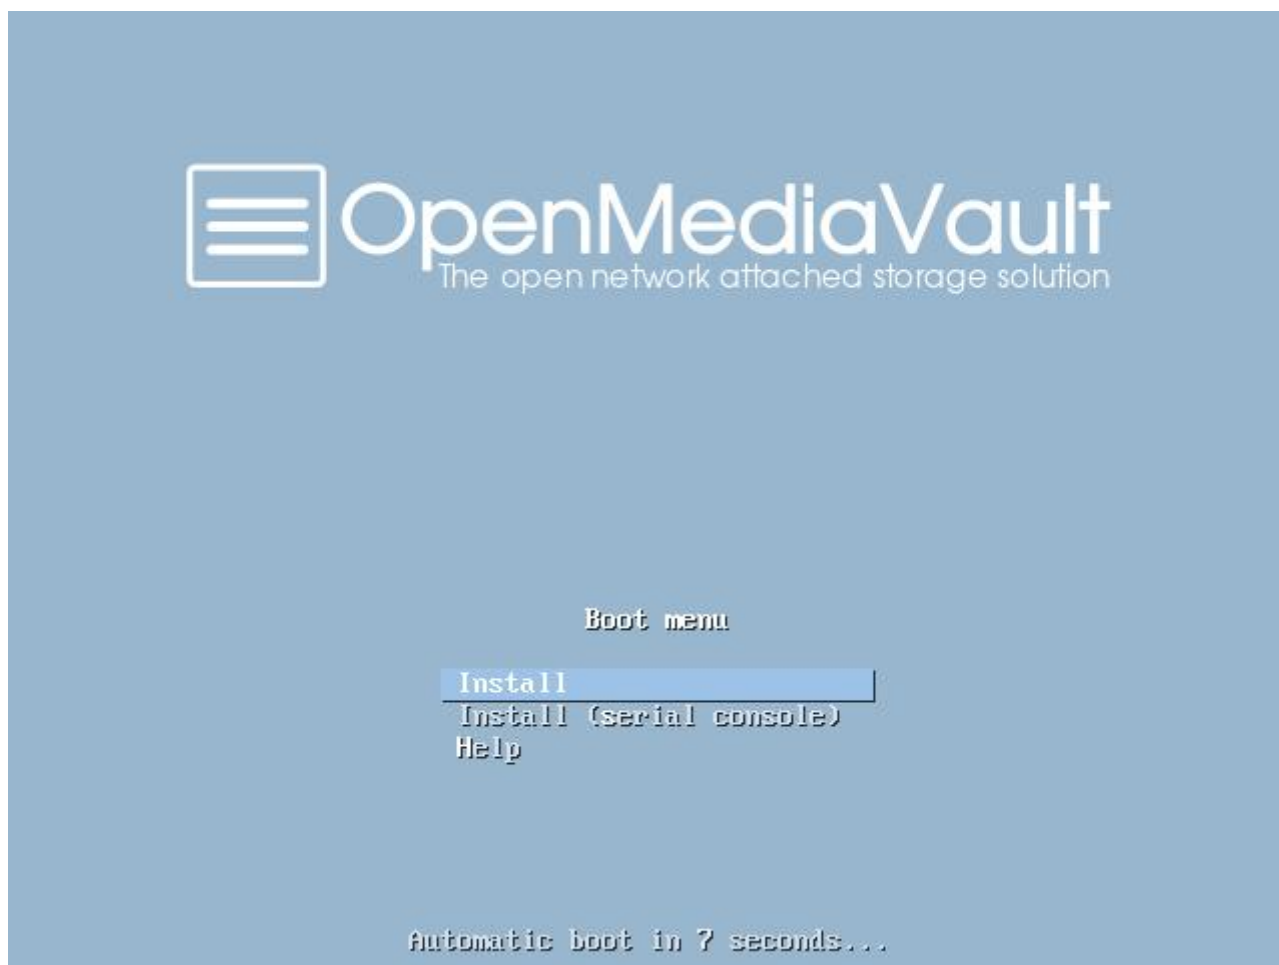 OpenMediaVault
The open network attached storage solution
Boot menu
Install
Install (serial console)
Help
Automatic boot in 7 seconds...